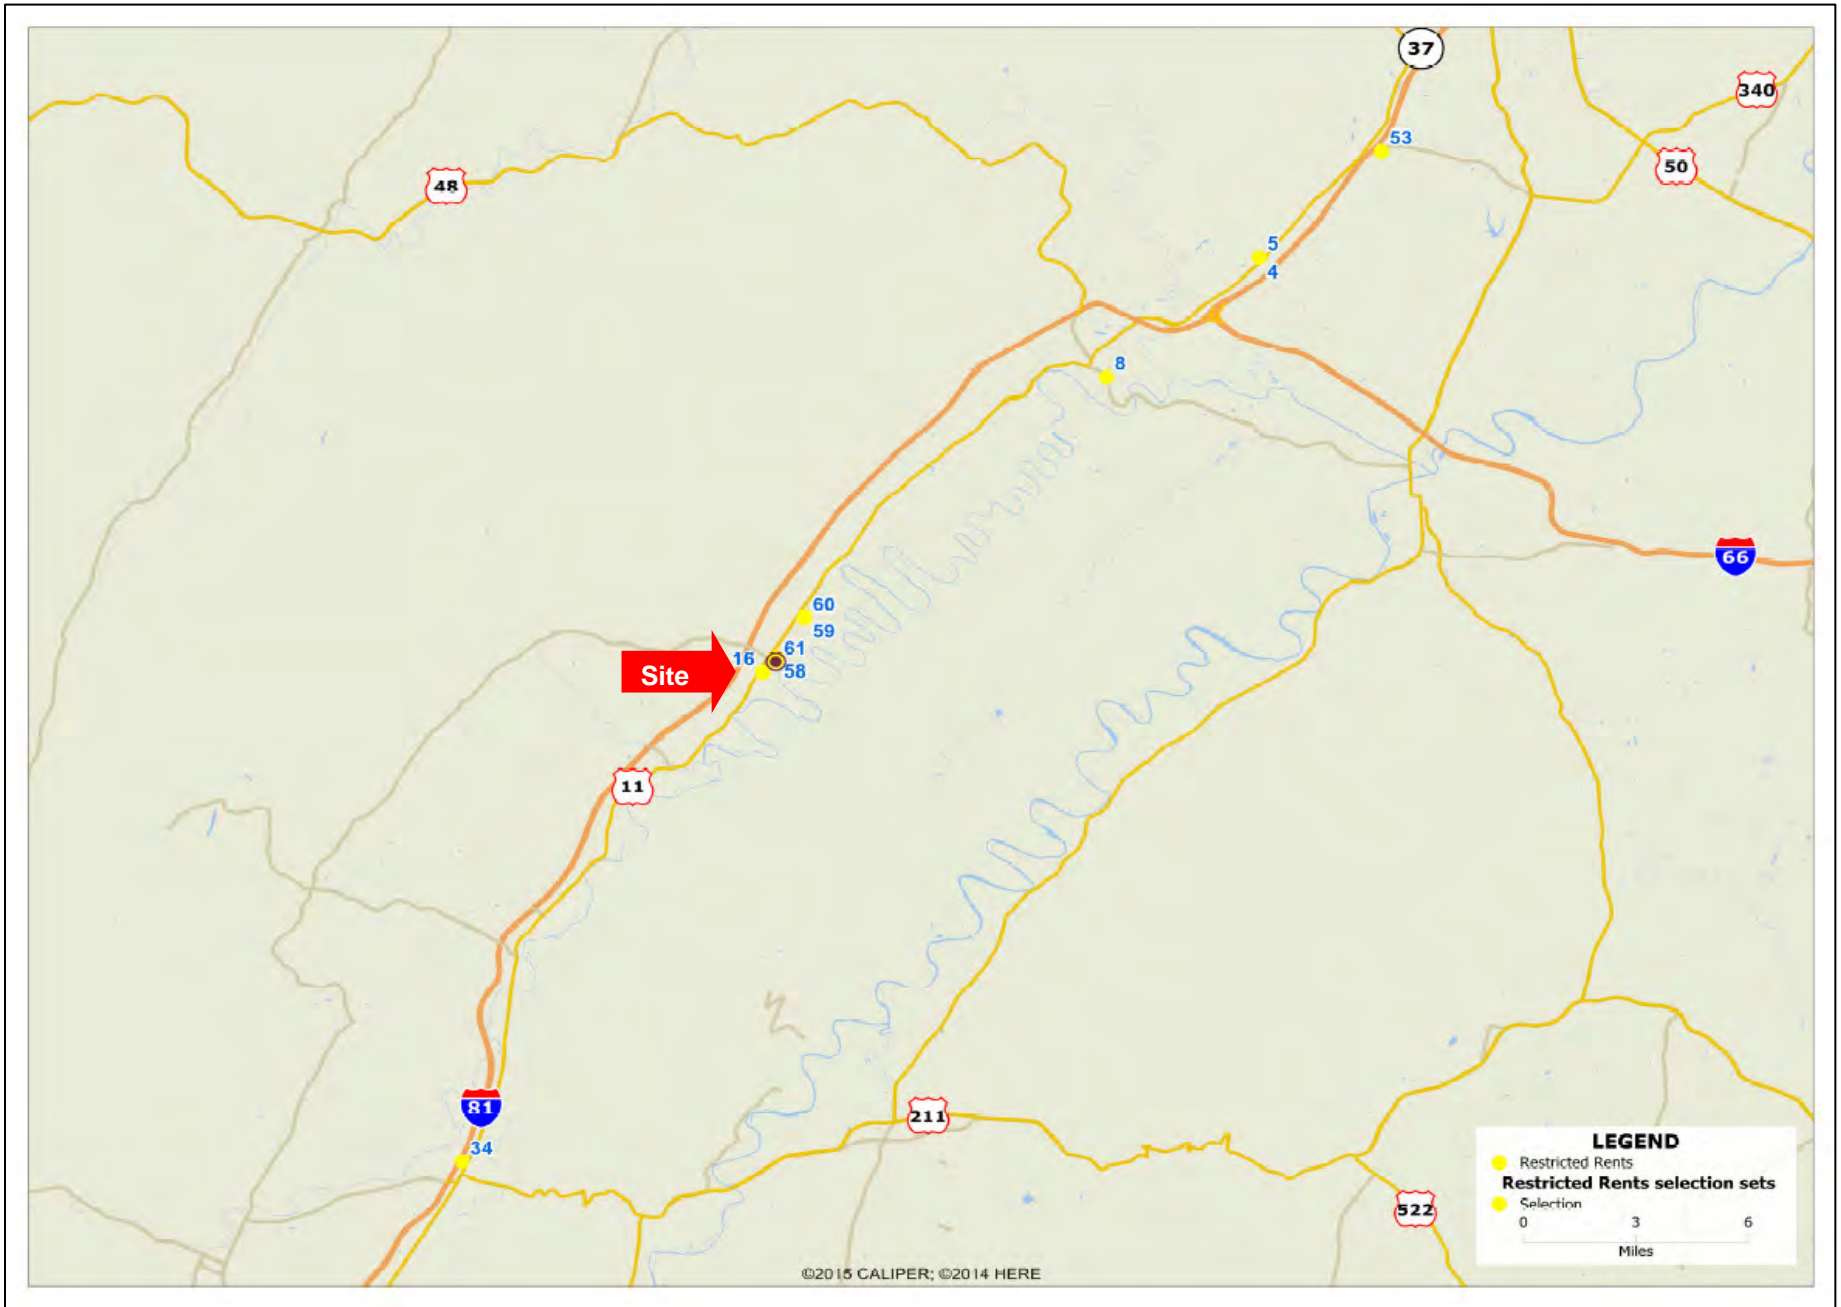 37
340
53
50
48
5
4
8
66
60
59
61
16
58
Site
11
81
34
211
522
LEGEND
Restricted Rents
Restricted Rents selection sets
Selection
0 3 6
Miles
©2015 CALIPER; ©2014 HERE